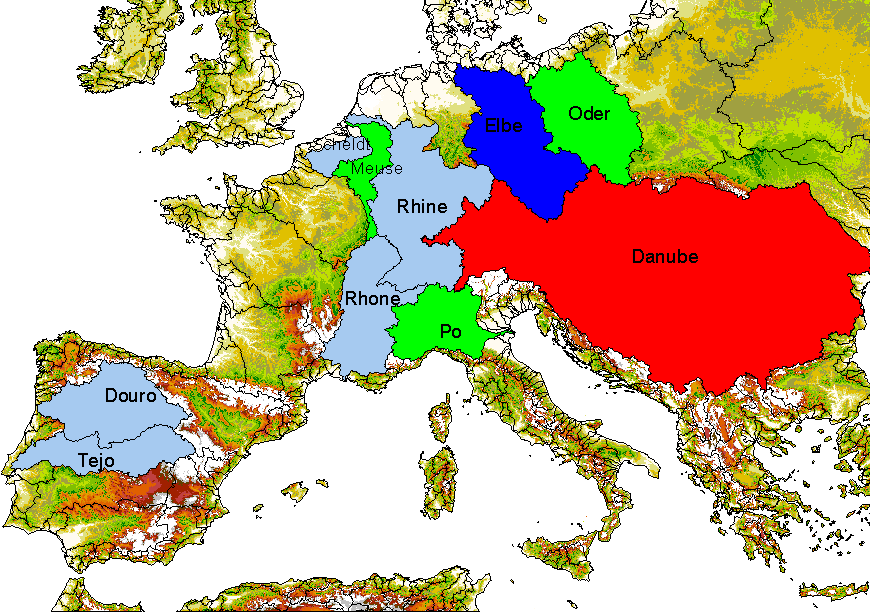 Elbe
Oder
Scheldt
Meuse
Rhine
Danube
Rhone
Po
Douro
Tejo